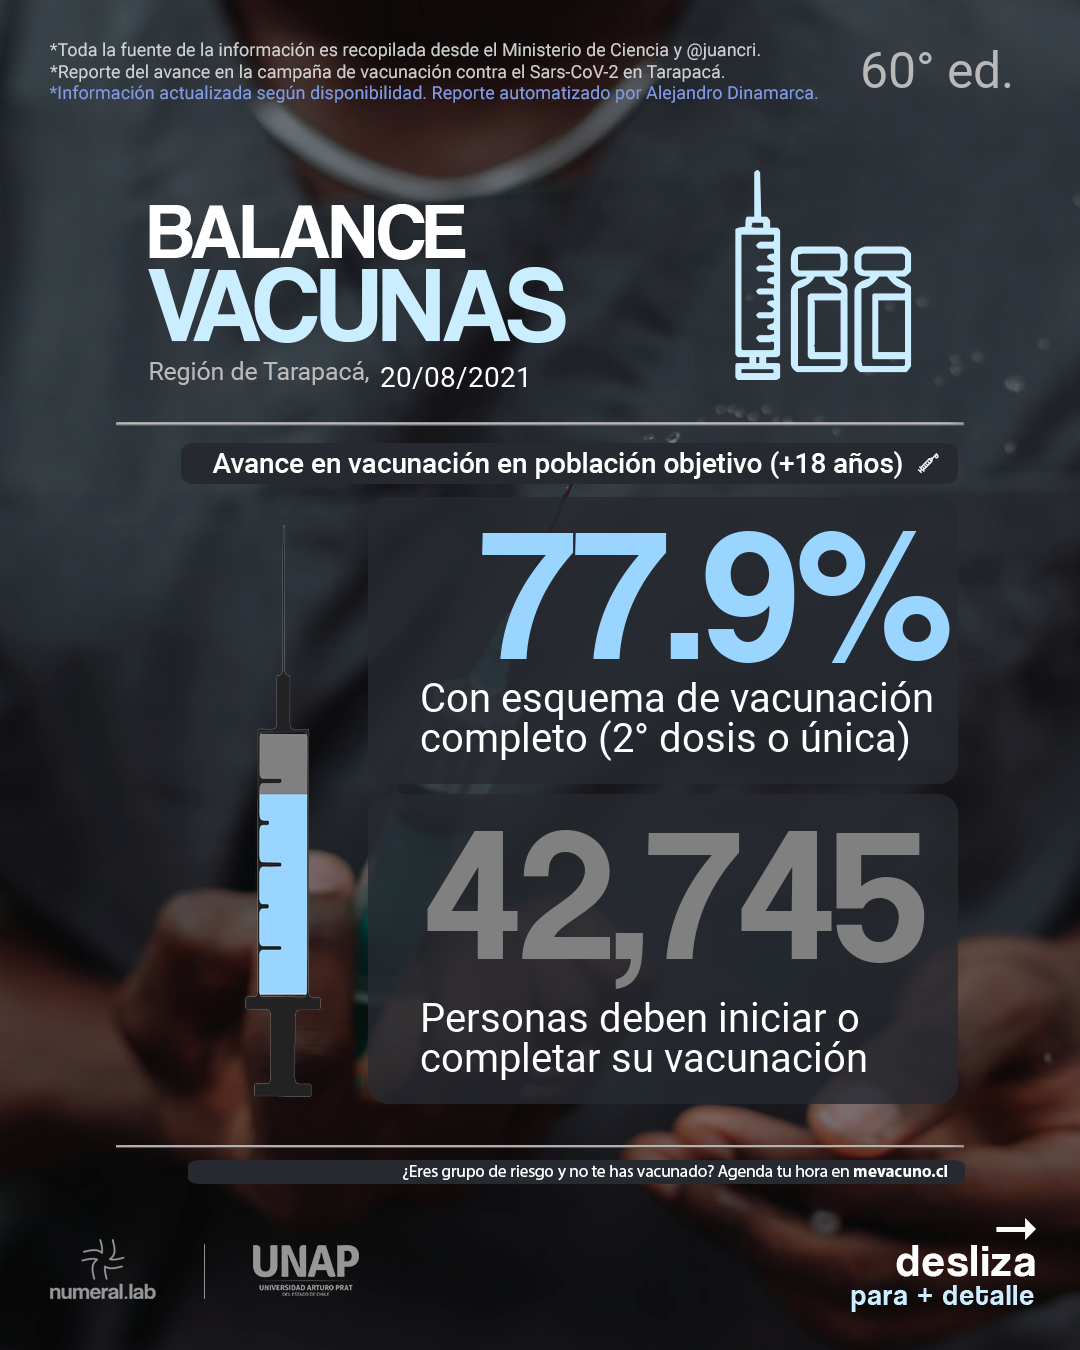 *Toda la fuente de la información es recopilada desde el Ministerio de Ciencia y @juancri.
*Reporte del avance en la campaña de vacunación contra el Sars-CoV-2 en Tarapacá.
*Información actualizada según disponibilidad. Reporte automatizado por Alejandro Dinamarca.
60° ed.
BALANCE
VACUNAS
Región de Tarapacá, 20/08/2021
Avance en vacunación en población objetivo (+18 años)
77.9%
Con esquema de vacunación
completo (2° dosis o única)
42,745
Personas deben iniciar o
completar su vacunación
¿Eres grupo de riesgo y no te has vacunado? Agenda tu hora en mevacuno.cl
numeral.lab
UNAP
UNIVERSIDAD ARTURO PRAT
DEL ESTADO DE CHILE
desliza
para + detalle